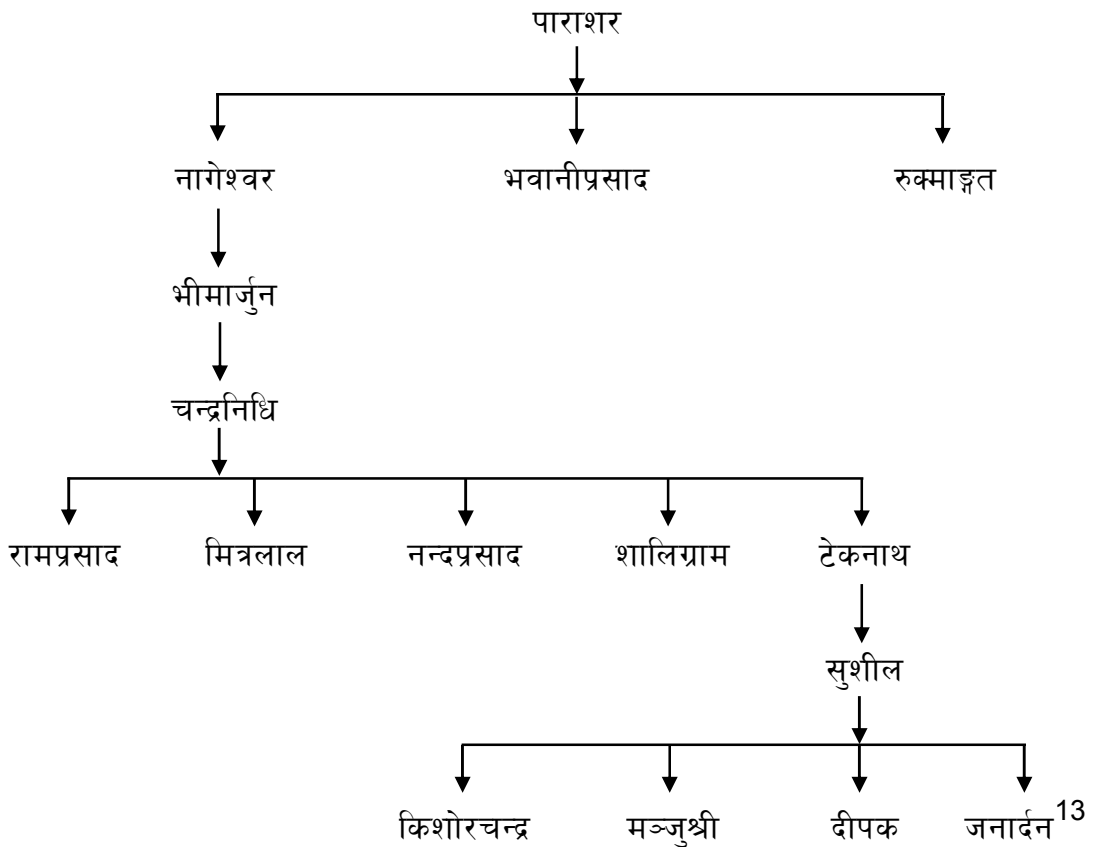 पाराशर
नागेश्वर भवानीप्रसाद रुक्माङ्गत
भीमार्जुन
चन्द्रनिधि
रामप्रसाद मित्रलाल नन्दप्रसाद शालिग्राम टेकनाथ
सुशील
किशोरचन्द्र मञ्जुश्री दीपक जनार्दन13